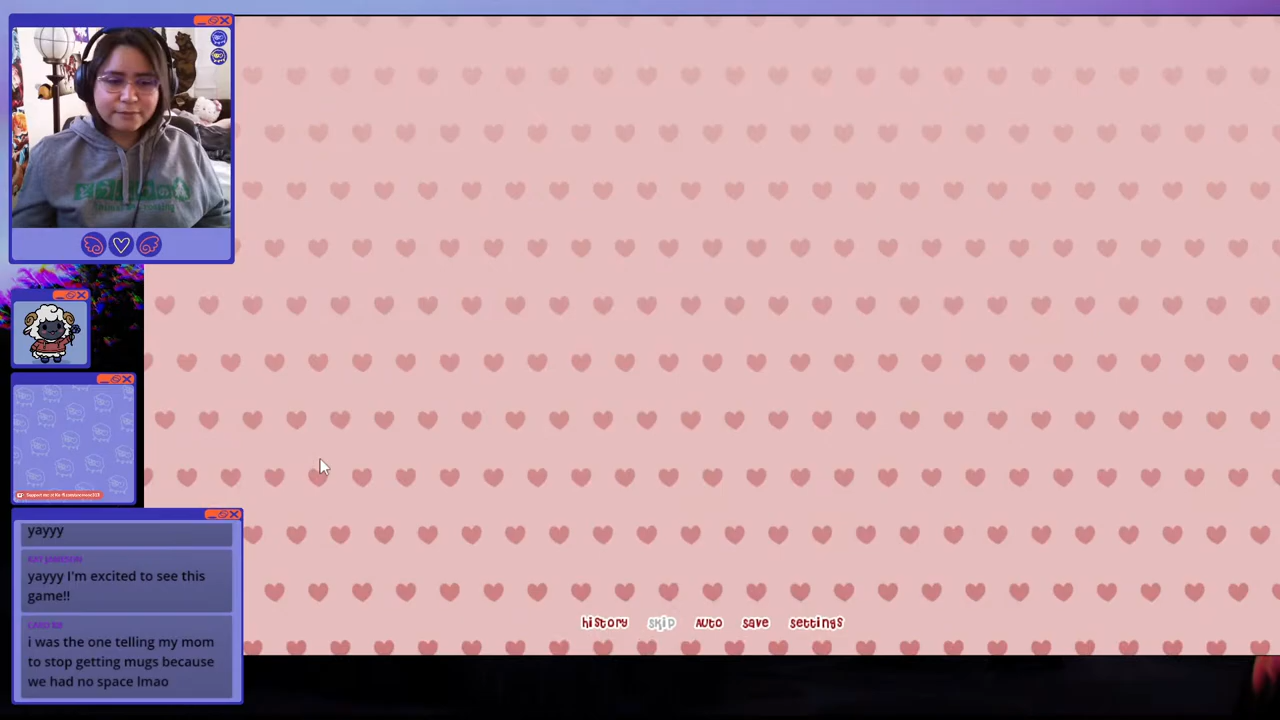 yayyy
yayyy I'm excited to see this
game!!
i was the one telling my mom
to stop getting mugs because
we had no space lmao
history skip auto save settings